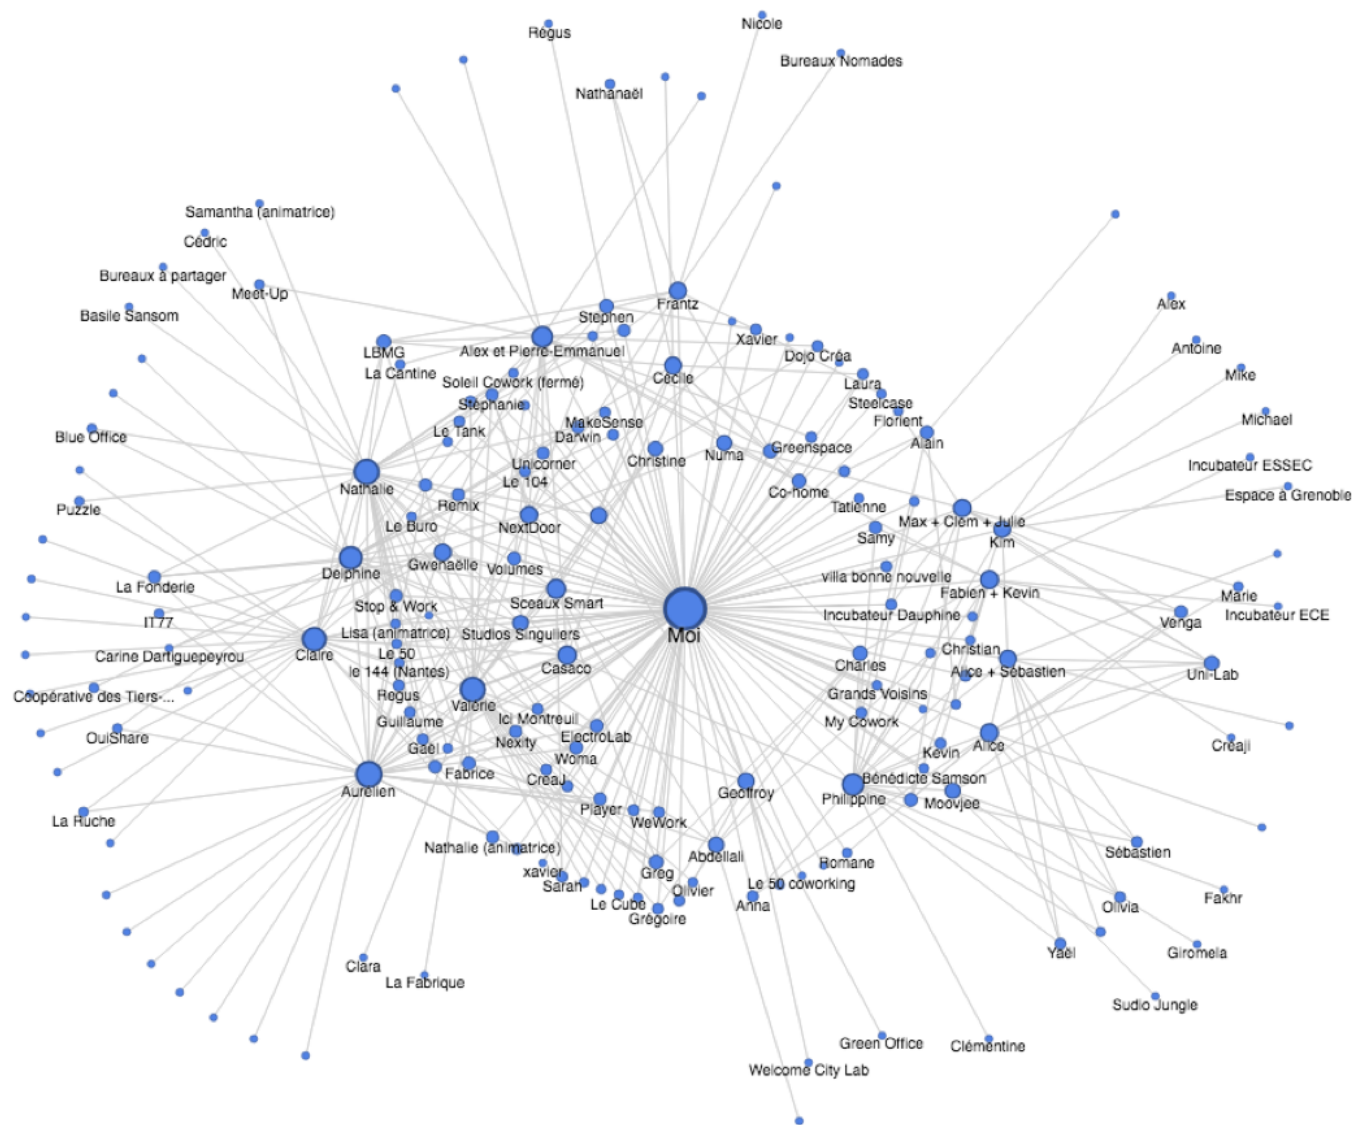 Nicole
Régus
Bureaux Nomades
Nathanaël
Samantha (animatrice)
Cédric
Bureaux à partager
Meet-Up
Basile Sansom
Frantz
Alex
Stephen
Xavier
Antoine
LBMG
Alex et Pierre-Emmanuel
Dojo Créa
La Cantine
Cécile
Mike
Soleil Cowork (fermé)
Laura
Stéphanie
Steelcase
Michael
MakeSense
Florient
Le Tank
Darwin
Blue Office
Greenspace
Alain
Numa
Christine
Unicorner
Incubateur ESSEC
Nathalie
Le 104
Co-home
Espace à Grenoble
Remix
Tatienne
Puzzle
Le Buro
NextDoor
Max + Clem + Julie
Samy
Kim
Gwenaëlle
Volumes
Delphine
villa bonne nouvelle
La Fonderie
Fabien + Kevin
Marie
Sceaux Smart
Stop & Work
Incubateur Dauphine
Incubateur ECE
IT77
Venga
Lisa (animatrice)
Studios Singuliers
Moi
Christian
Le 50
Carine Dartiguepeyrou
Claire
Casaco
Charles
le 144 (Nantes)
Alice + Sébastien
Uni-Lab
Coopérative des Tiers-...
Regus
Valérie
Grands Voisins
Guillaume
Ici Montreuil
My Cowork
OuiShare
ElectroLab
Nexity
Alice
Créaji
Gaël
Kevin
Woma
Fabrice
CreaJ
Bénédicte Samson
Aurélien
Geoffroy
Philippine
Moovjee
Player
La Ruche
WeWork
Nathalie (animatrice)
Sébastien
Abdellali
Romane
xavier
Greg
Sarah
Olivier
Le 50 coworking
Fakhr
Le Cube
Anna
Olivia
Grégoire
Yaël
Giromela
Clara
La Fabrique
Sudio Jungle
Green Office
Clémentine
Welcome City Lab